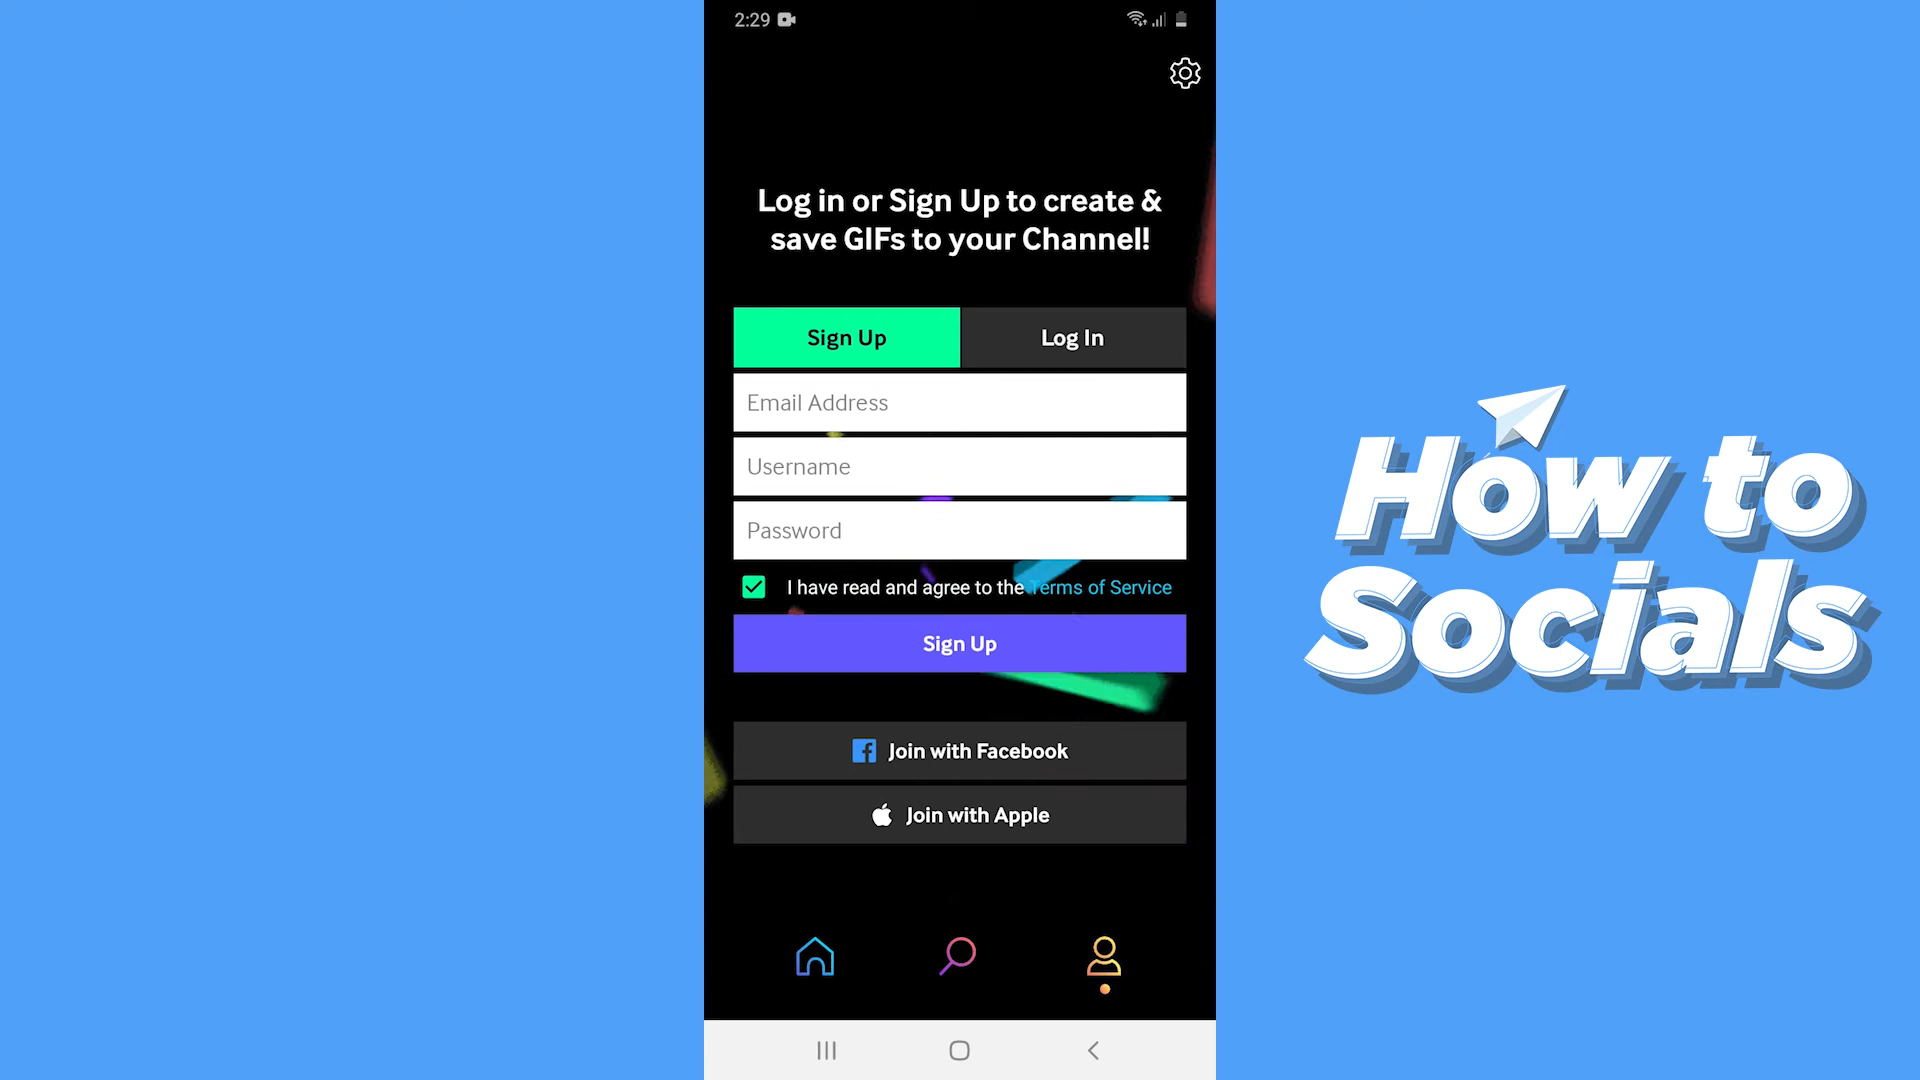 2:29
Log in or Sign Up to create &
save GIFs to your Channel!
Sign Up
Log In
Email Address
Username
Password
I have read and agree to the Terms of Service
Sign Up
Join with Facebook
Join with Apple
How to
Socials